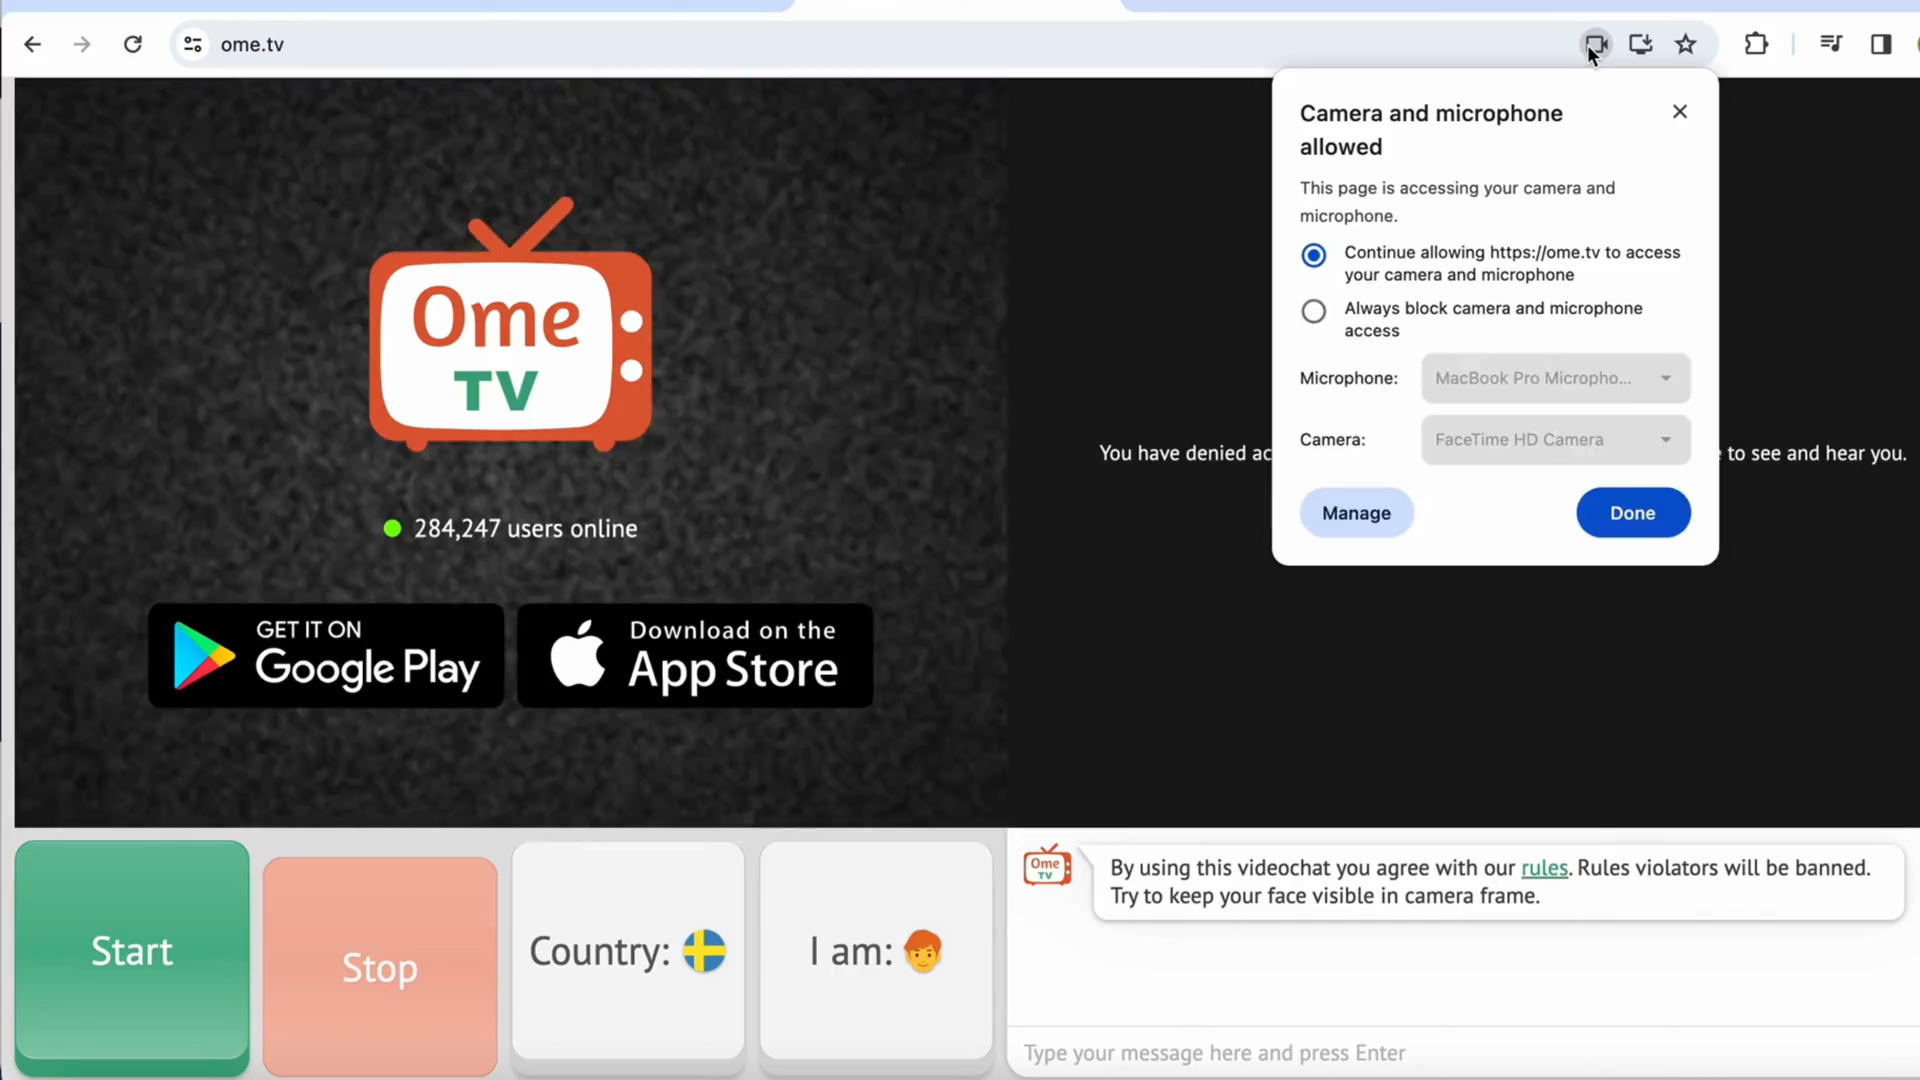 ome.tv
Camera and microphone
allowed
This page is accessing your camera and
microphone.
Continue allowing https://ome.tv to access
your camera and microphone
Always block camera and microphone
access
Microphone: MacBook Pro Micropho...
Camera: FaceTime HD Camera
Manage Done
Ome
TV
284,247 users online
GET IT ON
Google Play
Download on the
App Store
You have denied ac
to see and hear you.
Start
Stop
Country:
I am:
Ome
TV
By using this videochat you agree with our rules. Rules violators will be banned.
Try to keep your face visible in camera frame.
Type your message here and press Enter